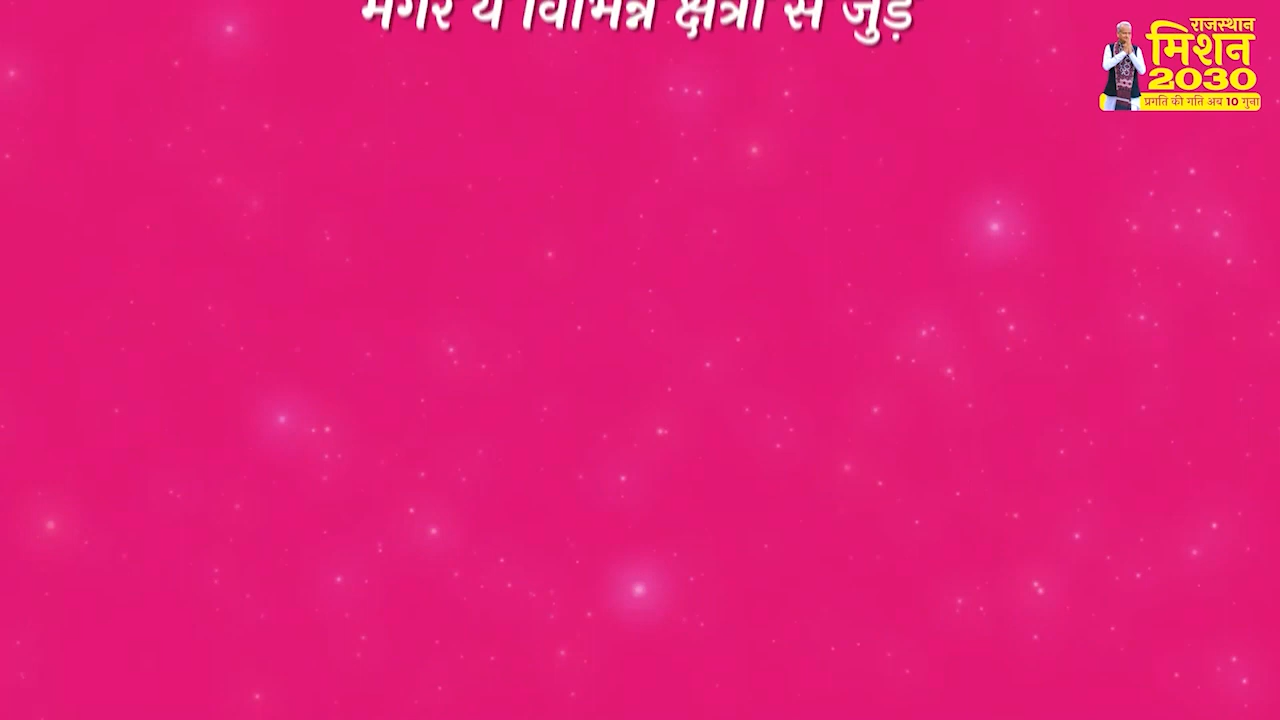 मगर ये विभिन्न क्षेत्रों से जुड़े
राजस्थान
मिशन
2030
प्रगति की गति अब 10 गुना